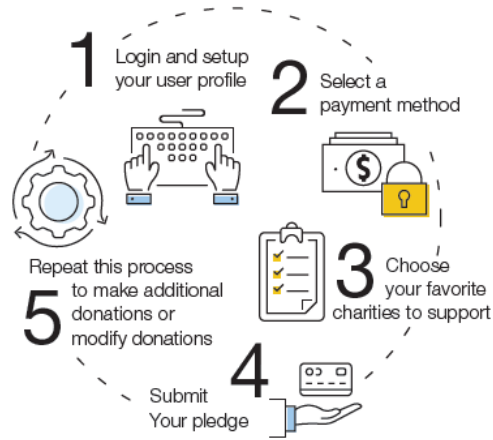 1
Login and setup
your user profile
2
Select a
payment method
$
3
Choose
your favorite
charities to support
4
Submit
Your pledge
5
Repeat this process
to make additional
donations or
modify donations